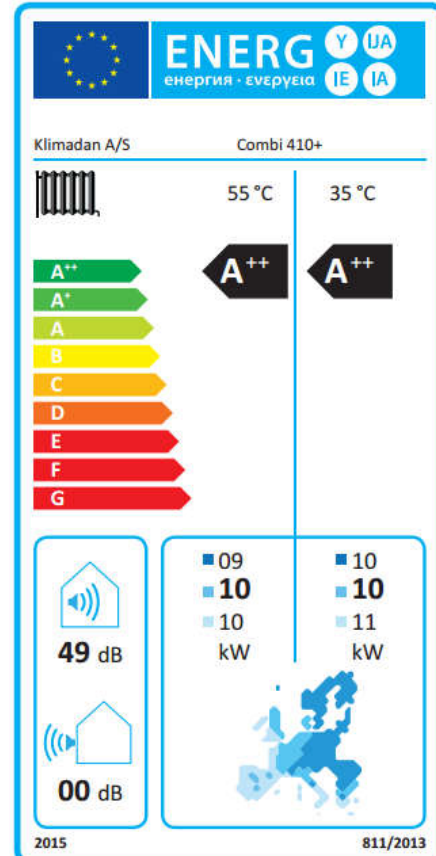 ENERG Y IJA
енергия · ενεργεια IE IA
Klimadan A/S Combi 410+
55 °C 35 °C
A++ A++
A++
A+
A
B
C
D
E
F
G
09 10
10 10
10 11
kW kW
49 dB
00 dB
2015 811/2013